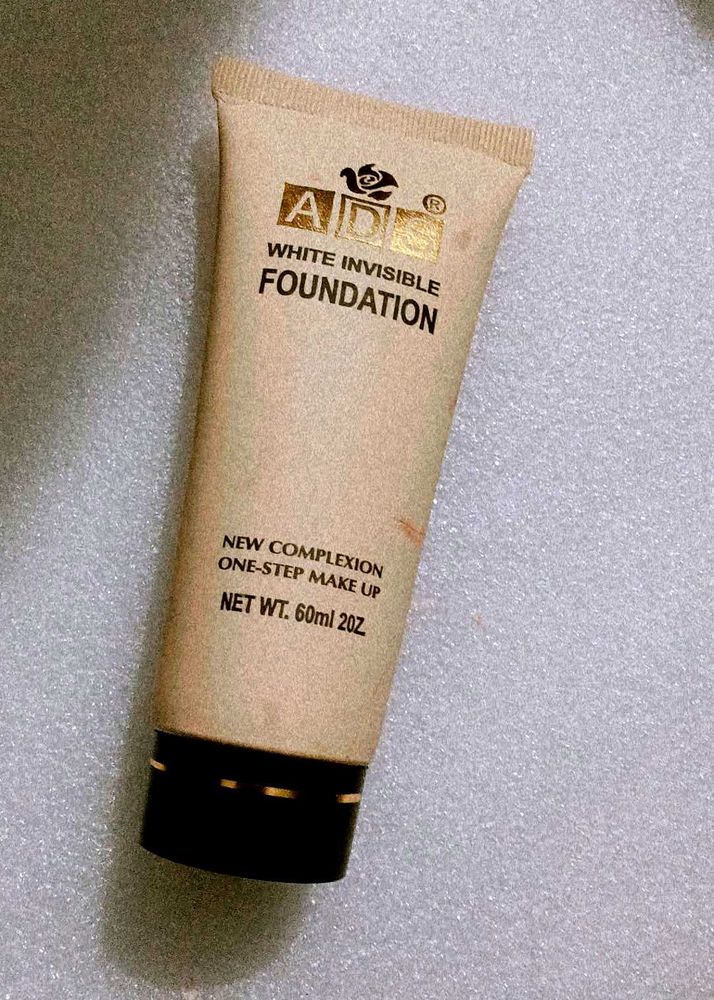 ADS®
WHITE INVISIBLE
FOUNDATION
NEW COMPLEXION
ONE-STEP MAKE UP
NET WT. 60ml 2OZ.